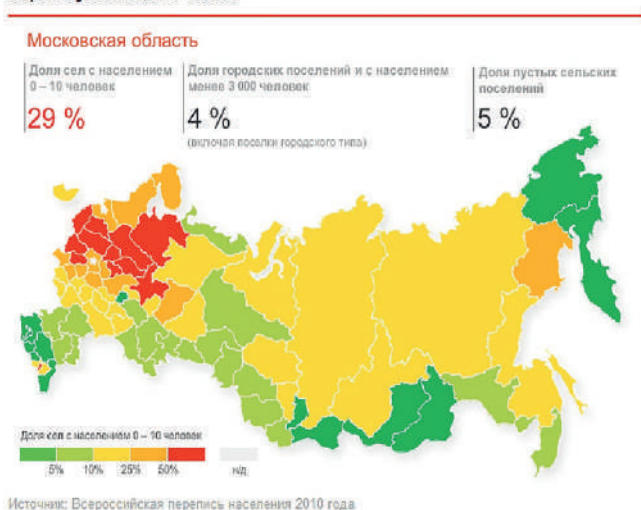 Московская область
Доля сел с населением
0 – 10 человек
29 %
Доля городских поселений и с населением
менее 3 000 человек
4 %
(включая поселки городского типа)
Доля пустых сельских
поселений
5 %
Доля сел с населением 0 – 10 человек
5% 10% 25% 50% н/д
Источник: Всероссийская перепись населения 2010 года